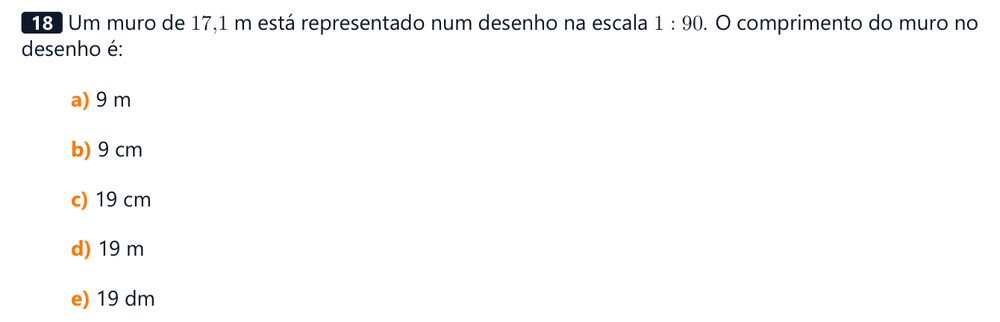 18 Um muro de 17,1 m está representado num desenho na escala 1 : 90. O comprimento do muro no
desenho é:
a) 9 m
b) 9 cm
c) 19 cm
d) 19 m
e) 19 dm